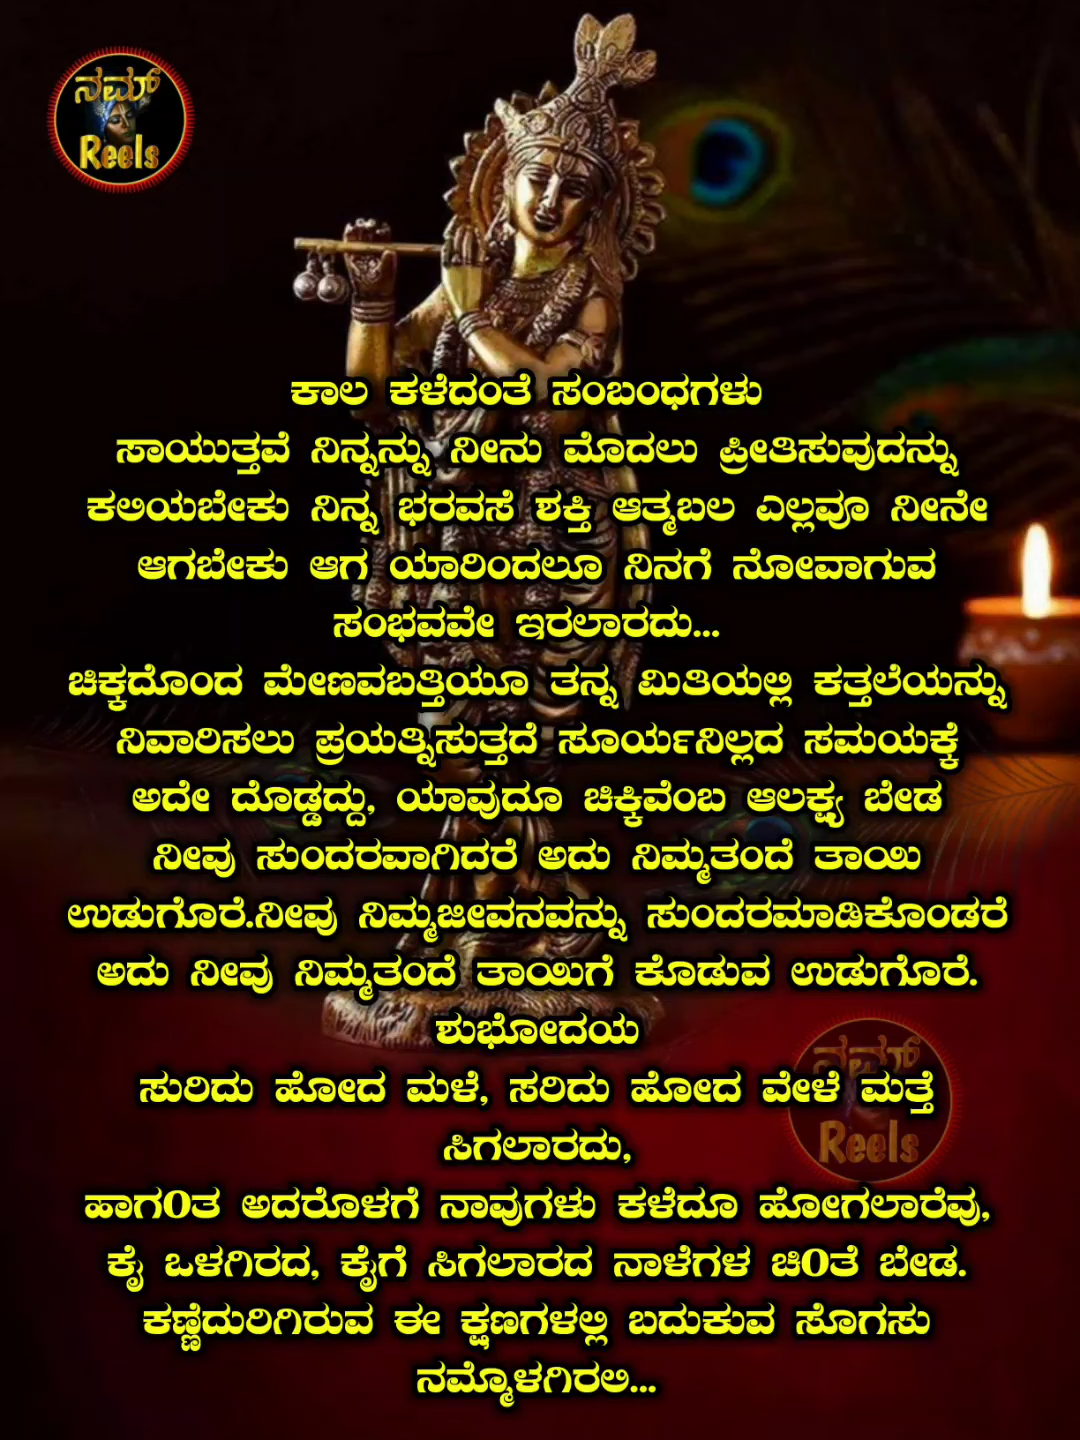 ನಮ್
Reels
ಕಾಲ ಕಳೆದಂತೆ ಸಂಬಂಧಗಳು
ಸಾಯುತ್ತವೆ ನಿನ್ನನ್ನು ನೀನು ಮೊದಲು ಪ್ರೀತಿಸುವುದನ್ನು
ಕಲಿಯಬೇಕು ನಿನ್ನ ಭರವಸೆ ಶಕ್ತಿ ಆತ್ಮಬಲ ಎಲ್ಲವೂ ನೀನೇ
ಆಗಬೇಕು ಆಗ ಯಾರಿಂದಲೂ ನಿನಗೆ ನೋವಾಗುವ
ಸಂಭವವೇ ಇರಲಾರದು...
ಚಿಕ್ಕದೊಂದ ಮೇಣವಬತ್ತಿಯೂ ತನ್ನ ಮಿತಿಯಲ್ಲಿ ಕತ್ತಲೆಯನ್ನು
ನಿವಾರಿಸಲು ಪ್ರಯತ್ನಿಸುತ್ತದೆ ಸೂರ್ಯನಿಲ್ಲದ ಸಮಯಕ್ಕೆ
ಅದೇ ದೊಡ್ಡದ್ದು, ಯಾವುದೂ ಚಿಕ್ಕಿವೆಂಬ ಆಲಕ್ಷ್ಯ ಬೇಡ
ನೀವು ಸುಂದರವಾಗಿದರೆ ಅದು ನಿಮ್ಮತಂದೆ ತಾಯಿ
ಉಡುಗೊರೆ.ನೀವು ನಿಮ್ಮಜೀವನವನ್ನು ಸುಂದರಮಾಡಿಕೊಂಡರೆ
ಅದು ನೀವು ನಿಮ್ಮತಂದೆ ತಾಯಿಗೆ ಕೊಡುವ ಉಡುಗೊರೆ.
ಶುಭೋದಯ
ಸುರಿದು ಹೋದ ಮಳೆ, ಸರಿದು ಹೋದ ವೇಳೆ ಮತ್ತೆ
ಸಿಗಲಾರದು,
ಹಾಗ0ತ ಅದರೊಳಗೆ ನಾವುಗಳು ಕಳೆದೂ ಹೋಗಲಾರೆವು,
ಕೈ ಒಳಗಿರದ, ಕೈಗೆ ಸಿಗಲಾರದ ನಾಳೆಗಳ ಚಿ0ತೆ ಬೇಡ.
ಕಣ್ಣೆದುರಿಗಿರುವ ಈ ಕ್ಷಣಗಳಲ್ಲಿ ಬದುಕುವ ಸೊಗಸು
ನಮ್ಮೊಳಗಿರಲಿ...
ನಮ್
Reels